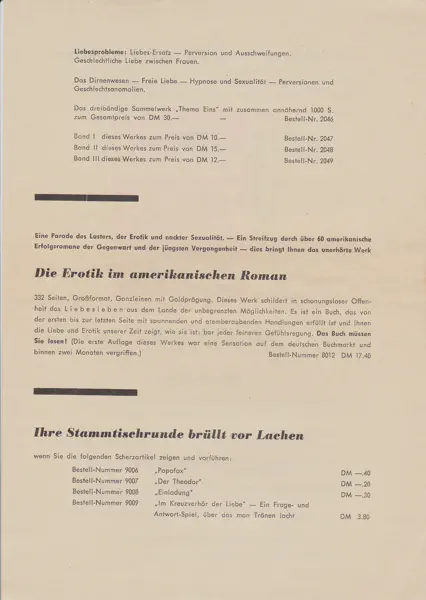 Liebesprobleme: Liebes-Ersatz — Perversion und Ausschweifungen.
Geschlechtliche Liebe zwischen Frauen.
Das Dirnenwesen — Freie Liebe — Hypnose und Sexualität — Perversionen und
Geschlechtsanomalien.
Das dreibändige Sammelwerk „Thema Eins" mit zusammen annähernd 1000 S.
zum Gesamtpreis von DM 30.— — Bestell-Nr. 2046
Band I dieses Werkes zum Preis von DM 10.— Bestell-Nr. 2047
Band II dieses Werkes zum Preis von DM 15.— Bestell-Nr. 2048
Band III dieses Werkes zum Preis von DM 12.— Bestell-Nr. 2049
Eine Parade des Lasters, der Erotik und nackter Sexualität. — Ein Streifzug durch über 60 amerikanische
Erfolgsromane der Gegenwart und der jüngsten Vergangenheit — dies bringt Ihnen das unerhörte Werk
Die Erotik im amerikanischen Roman
332 Seiten, Großformat, Ganzleinen mit Goldprägung. Dieses Werk schildert in schonungsloser Offen-
heit das Liebesleben aus dem Lande der unbegrenzten Möglichkeiten. Es ist ein Buch, das von
der ersten bis zur letzten Seite mit spannenden und atemberaubenden Handlungen erfüllt ist und Ihnen
die Liebe und Erotik unserer Zeit zeigt, wie sie ist: bar jeder feineren Gefühlsregung. Das Buch müssen
Sie lesen! (Die erste Auflage dieses Werkes war eine Sensation auf dem deutschen Buchmarkt und
binnen zwei Monaten vergriffen.) Bestell-Nummer 8012 DM 17.40
Ihre Stammtischrunde brüllt vor Lachen
wenn Sie die folgenden Scherzartikel zeigen und vorführen:
Bestell-Nummer 9006 „Popofox" DM —.40
Bestell-Nummer 9007 „Der Theodor" DM —.20
Bestell-Nummer 9008 „Einladung" DM —.30
Bestell-Nummer 9009 „Im Kreuzverhör der Liebe" — Ein Frage- und
Antwort-Spiel, über das man Tränen lacht DM 3.80